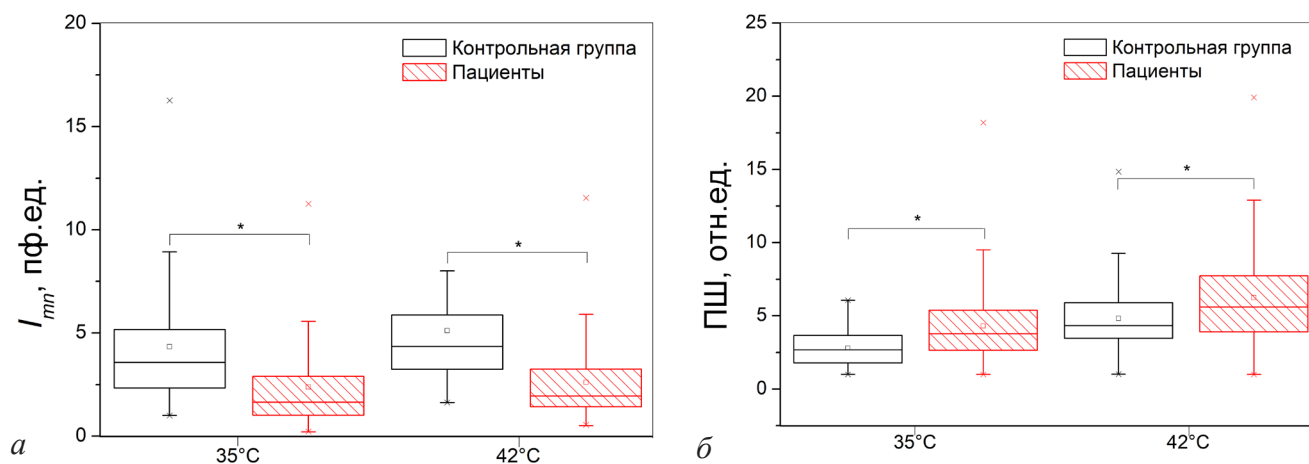 20
15
10
5
0
I_mn, пф.ед.
Контрольная группа
Пациенты
*
*
35°C
42°C
а
25
20
15
10
5
0
ПШ, отн.ед.
Контрольная группа
Пациенты
*
*
35°C
42°C
б